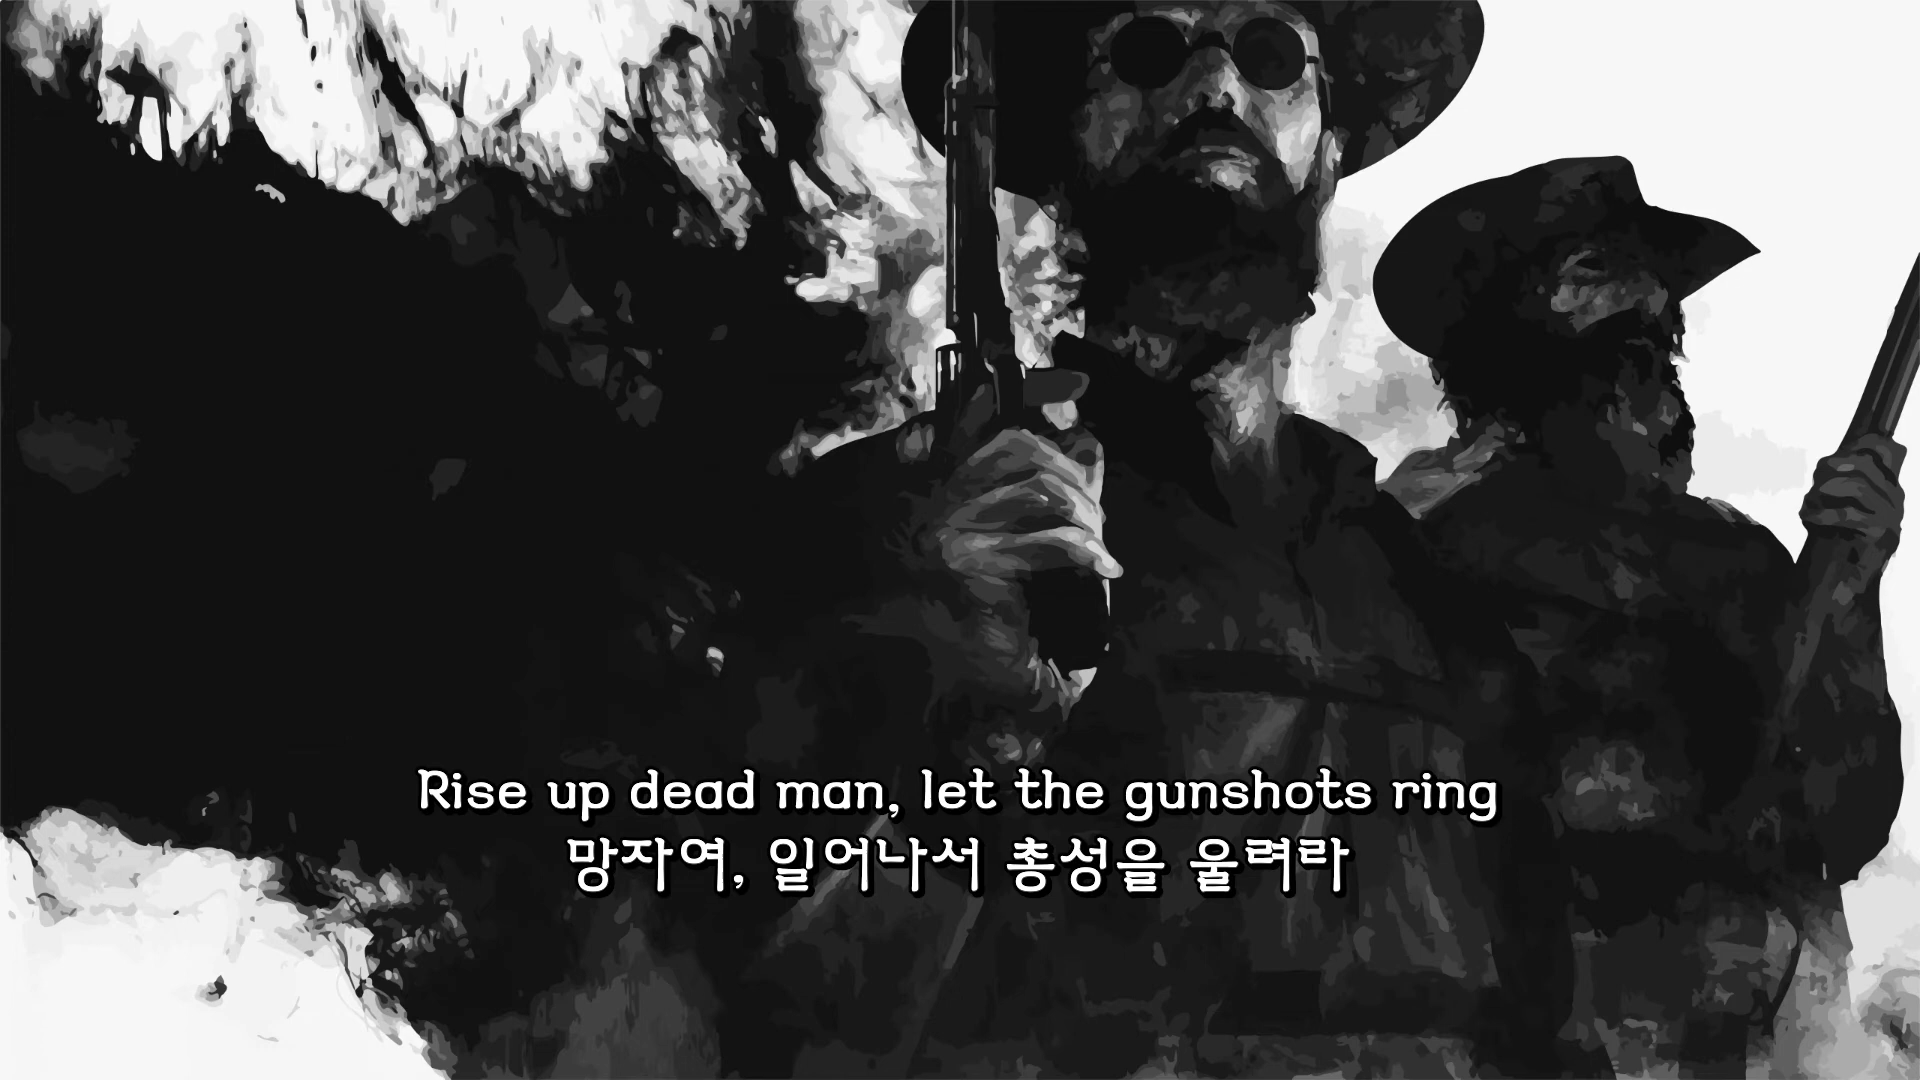 Rise up dead man, let the gunshots ring
망자여, 일어나서 총성을 울려라